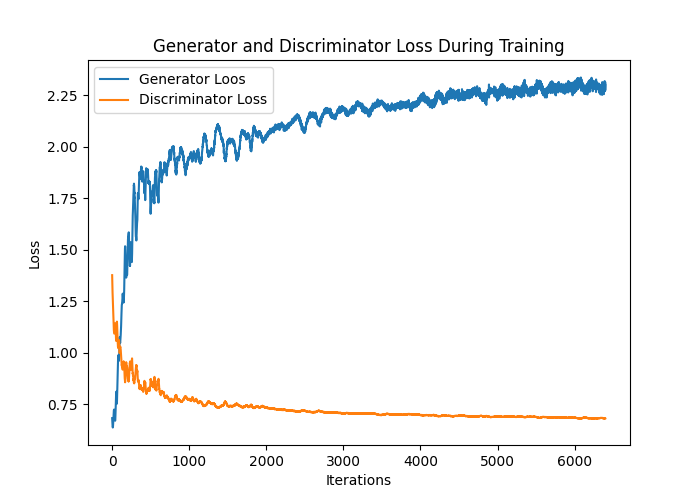 Generator and Discriminator Loss During Training
Generator Loos
Discriminator Loss
2.25
2.00
1.75
1.50
1.25
1.00
0.75
Loss
0 1000 2000 3000 4000 5000 6000
Iterations